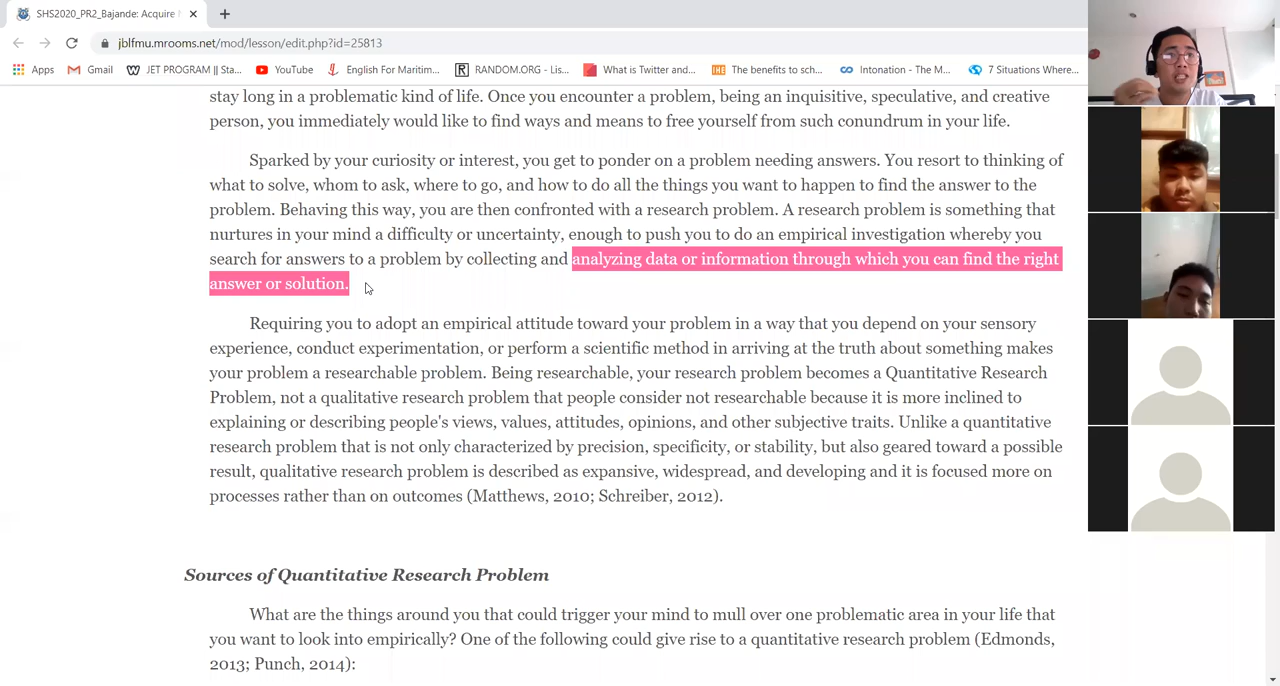 SHS2020_PR2_Bajande: Acquire
jblfmu.mrooms.net/mod/lesson/edit.php?id=25813
Apps Gmail JET PROGRAM || Sta... YouTube English For Maritim... RANDOM.ORG - Lis... What is Twitter and... The benefits to sch... Intonation - The M... 7 Situations Where...
stay long in a problematic kind of life. Once you encounter a problem, being an inquisitive, speculative, and creative
person, you immediately would like to find ways and means to free yourself from such conundrum in your life.
Sparked by your curiosity or interest, you get to ponder on a problem needing answers. You resort to thinking of
what to solve, whom to ask, where to go, and how to do all the things you want to happen to find the answer to the
problem. Behaving this way, you are then confronted with a research problem. A research problem is something that
nurtures in your mind a difficulty or uncertainty, enough to push you to do an empirical investigation whereby you
search for answers to a problem by collecting and analyzing data or information through which you can find the right
answer or solution.
Requiring you to adopt an empirical attitude toward your problem in a way that you depend on your sensory
experience, conduct experimentation, or perform a scientific method in arriving at the truth about something makes
your problem a researchable problem. Being researchable, your research problem becomes a Quantitative Research
Problem, not a qualitative research problem that people consider not researchable because it is more inclined to
explaining or describing people's views, values, attitudes, opinions, and other subjective traits. Unlike a quantitative
research problem that is not only characterized by precision, specificity, or stability, but also geared toward a possible
result, qualitative research problem is described as expansive, widespread, and developing and it is focused more on
processes rather than on outcomes (Matthews, 2010; Schreiber, 2012).
Sources of Quantitative Research Problem
What are the things around you that could trigger your mind to mull over one problematic area in your life that
you want to look into empirically? One of the following could give rise to a quantitative research problem (Edmonds,
2013; Punch, 2014):